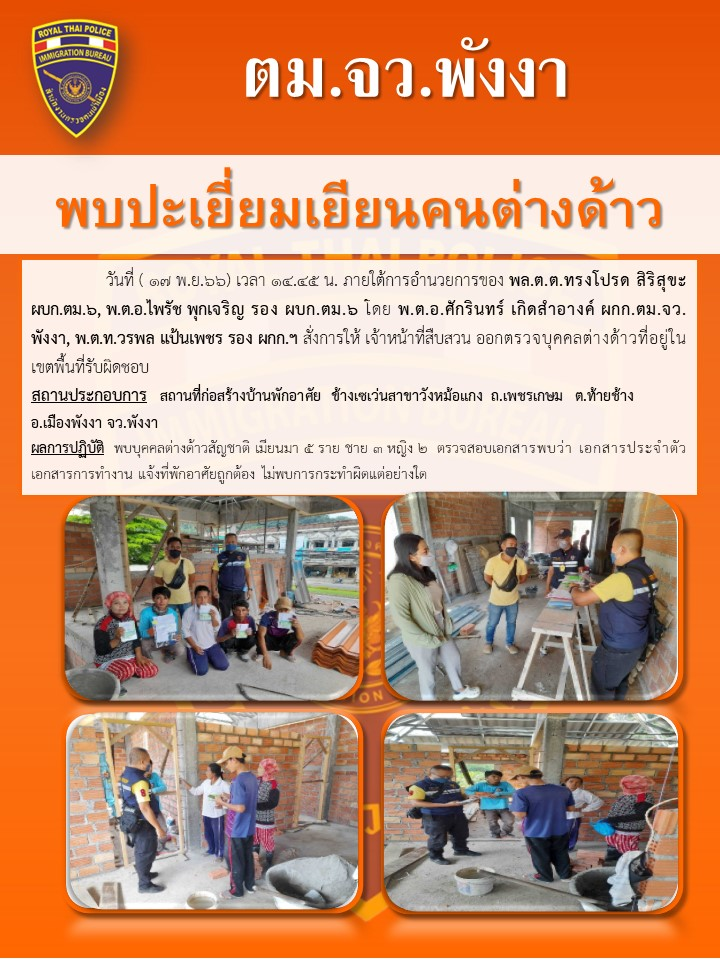 ROYAL THAI POLICE
IMMIGRATION BUREAU
สำนักงานตรวจคนเข้าเมือง
ตม.จว.พังงา
พบปะเยี่ยมเยียนคนต่างด้าว
วันที่ ( ๑๗ พ.ย.๖๖) เวลา ๑๔.๔๕ น. ภายใต้การอำนวยการของ พล.ต.ต.ทรงโปรด สิริสุขะ
ผบก.ตม.๖, พ.ต.อ.ไพรัช พุกเจริญ รอง ผบก.ตม.๖ โดย พ.ต.อ.ศักรินทร์ เกิดสำอางค์ ผกก.ตม.จว.
พังงา, พ.ต.ท.วรพล แป้นเพชร รอง ผกก.ฯ สั่งการให้ เจ้าหน้าที่สืบสวน ออกตรวจบุคคลต่างด้าวที่อยู่ใน
เขตพื้นที่รับผิดชอบ
สถานประกอบการ สถานที่ก่อสร้างบ้านพักอาศัย ข้างเซเว่นสาขาวังหม้อแกง ถ.เพชรเกษม ต.ท้ายช้าง
อ.เมืองพังงา จว.พังงา
ผลการปฏิบัติ พบบุคคลต่างด้าวสัญชาติ เมียนมา ๕ ราย ชาย ๓ หญิง ๒ ตรวจสอบเอกสารพบว่า เอกสารประจำตัว
เอกสารการทำงาน แจ้งที่พักอาศัยถูกต้อง ไม่พบการกระทำผิดแต่อย่างใด